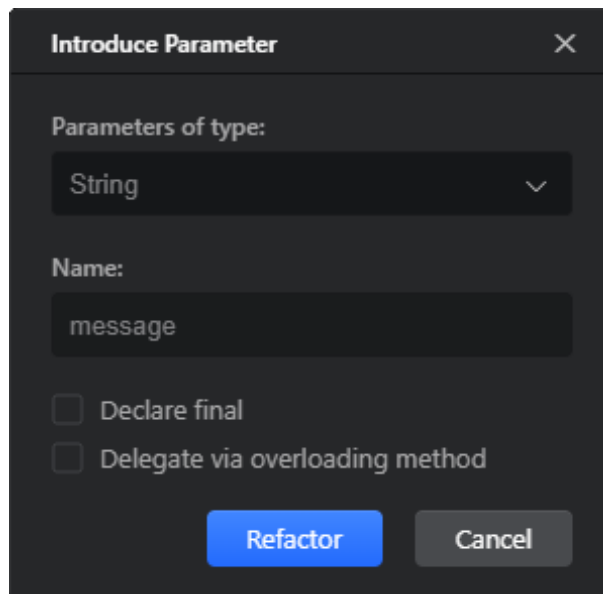 Introduce Parameter
Parameters of type:
String
Name:
message
Declare final
Delegate via overloading method
Refactor Cancel